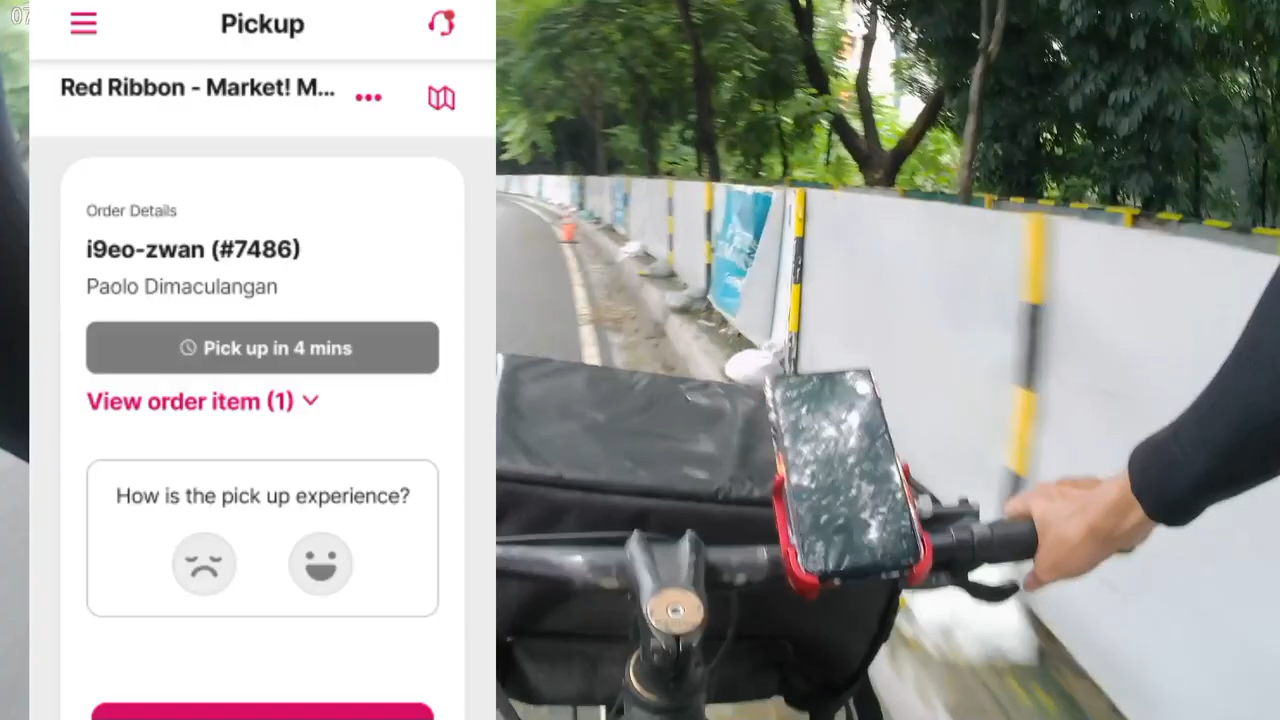 07
Pickup
Red Ribbon - Market! M...
Order Details
i9eo-zwan (#7486)
Paolo Dimaculangan
Pick up in 4 mins
View order item (1)
How is the pick up experience?